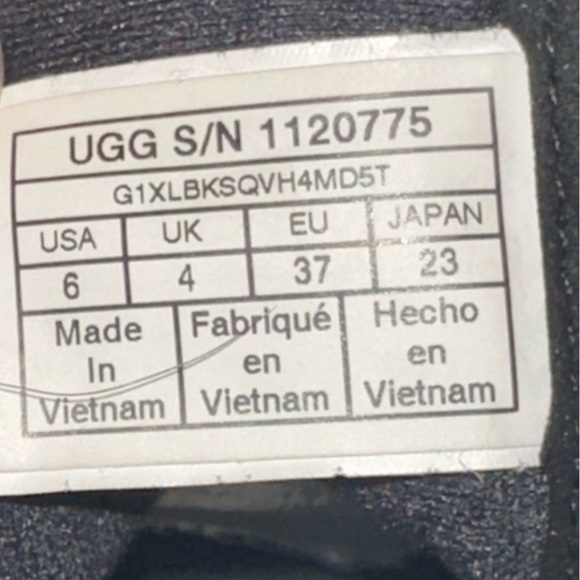 UGG S/N 1120775
G1XLBKSQVH4MD5T
USA UK EU JAPAN
6 4 37 23
Made Fabriqué Hecho
In en en
Vietnam Vietnam Vietnam